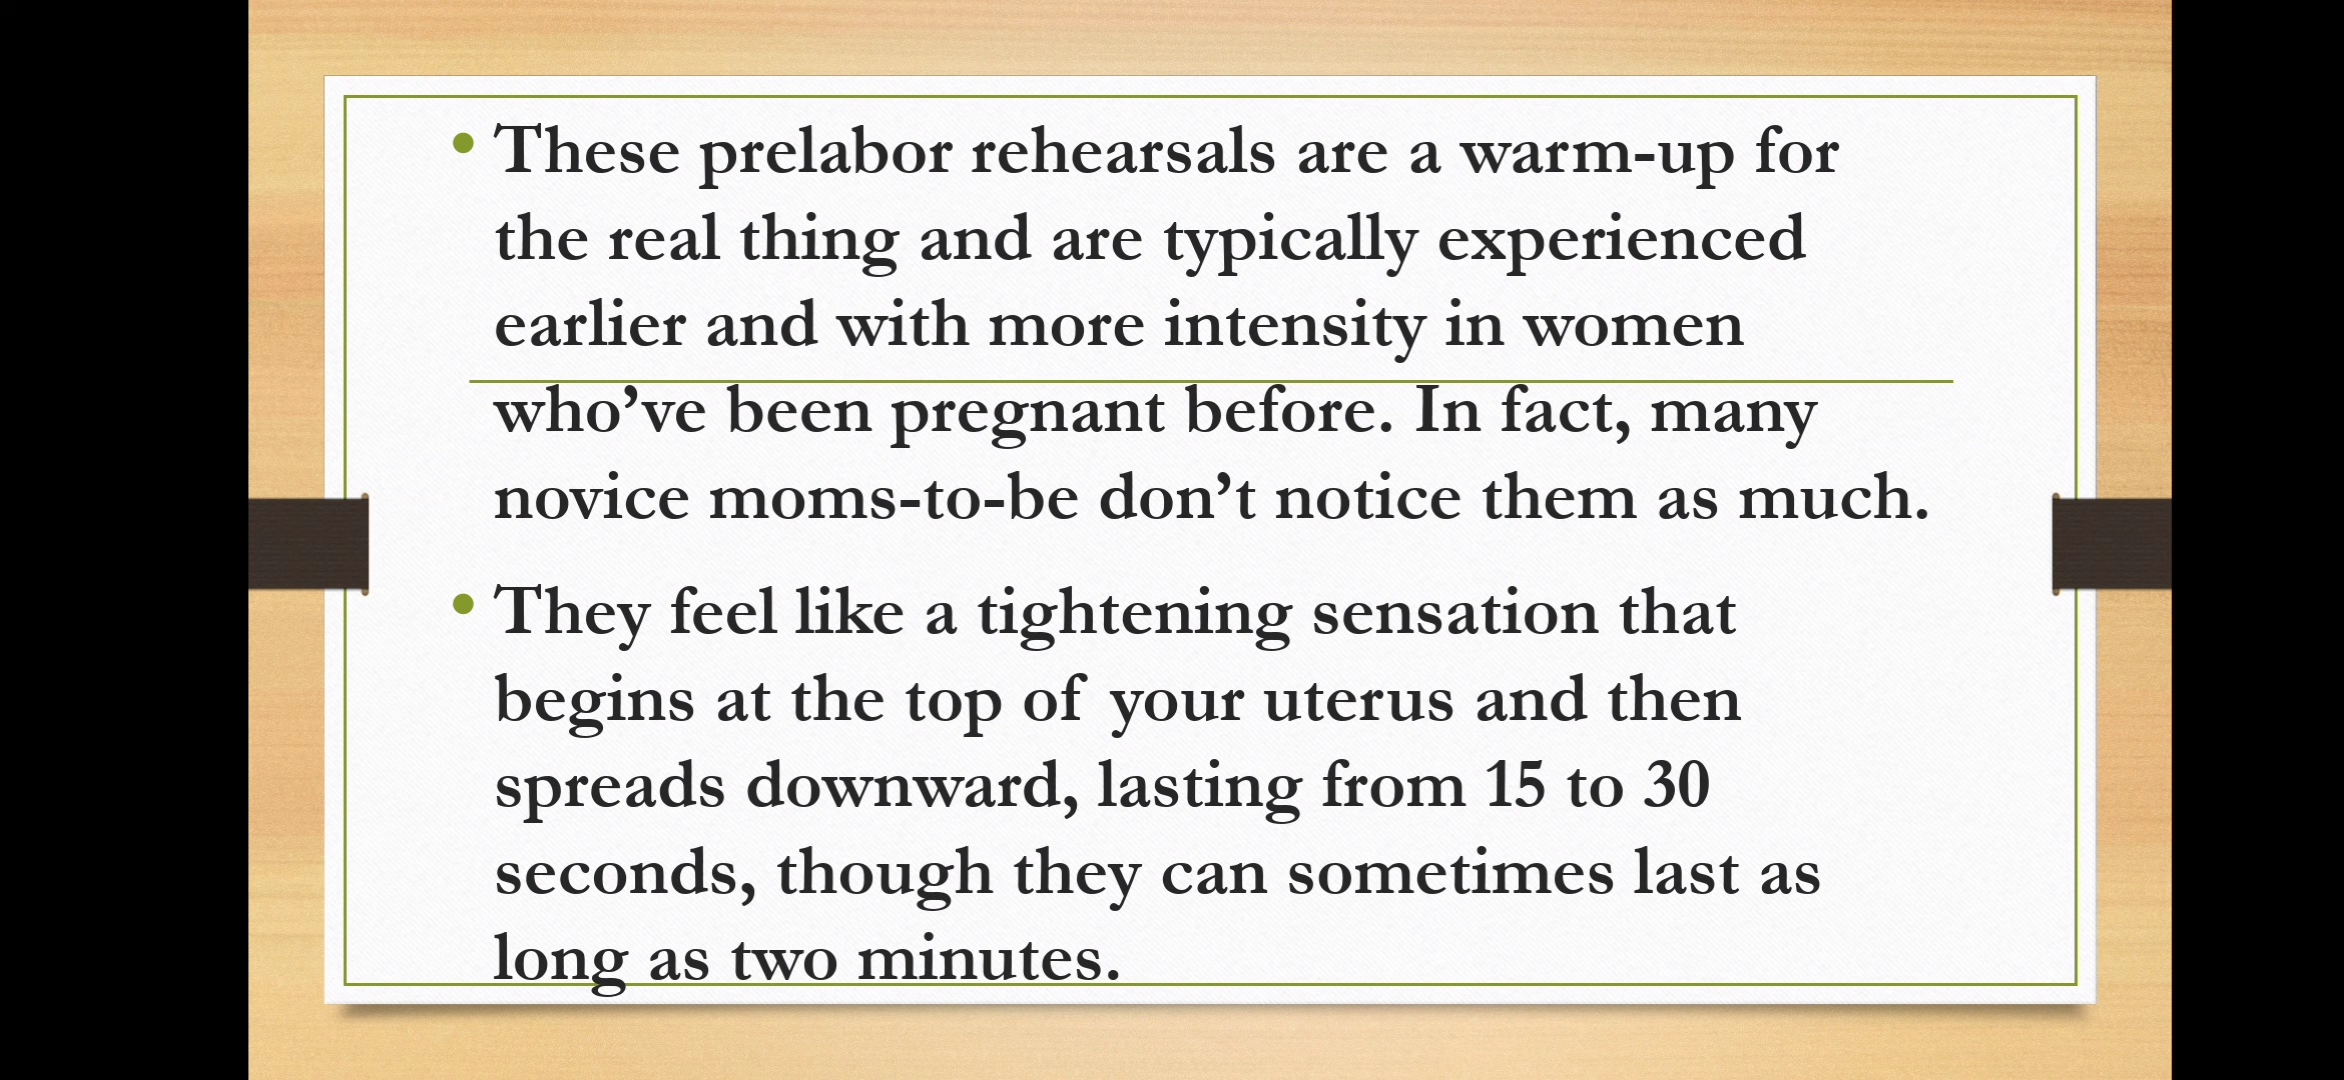 • These prelabor rehearsals are a warm-up for
the real thing and are typically experienced
earlier and with more intensity in women
who’ve been pregnant before. In fact, many
novice moms-to-be don’t notice them as much.
• They feel like a tightening sensation that
begins at the top of your uterus and then
spreads downward, lasting from 15 to 30
seconds, though they can sometimes last as
long as two minutes.